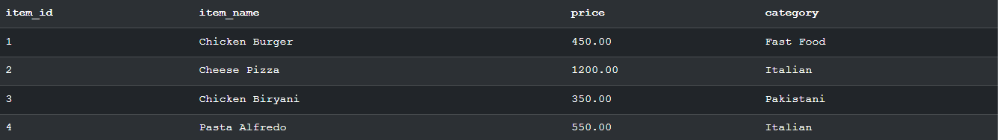 item_id item_name price category
1 Chicken Burger 450.00 Fast Food
2 Cheese Pizza 1200.00 Italian
3 Chicken Biryani 350.00 Pakistani
4 Pasta Alfredo 550.00 Italian